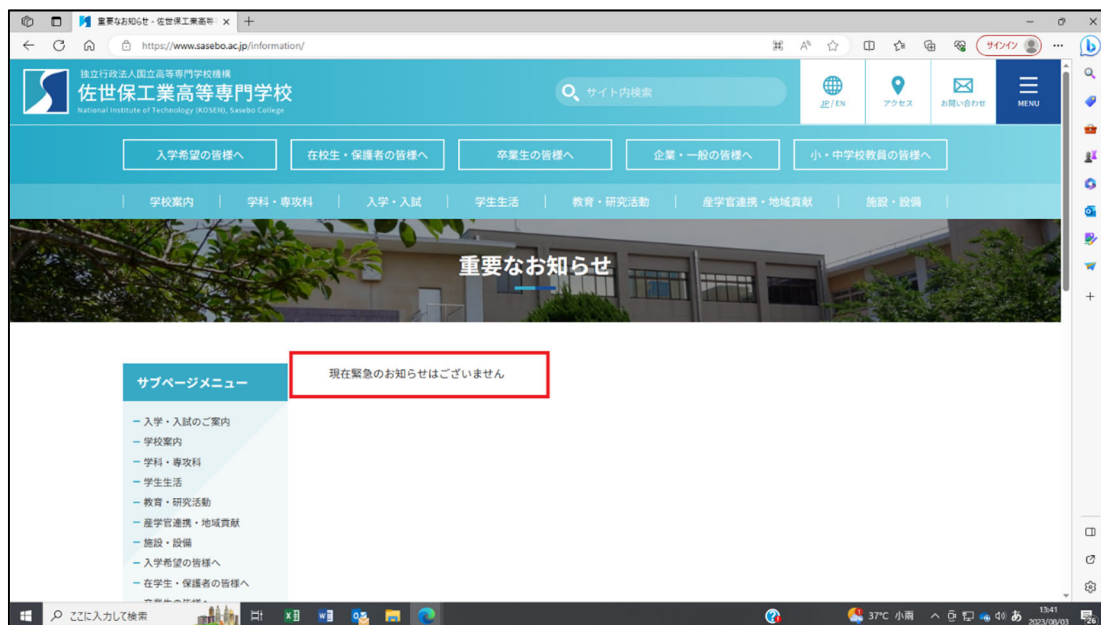 重要なお知らせ - 佐世保工業高専
https://www.sasebo.ac.jp/information/
サインイン
独立行政法人国立高等専門学校機構
佐世保工業高等専門学校
National Institute of Technology (KOSEN), Sasebo College
サイト内検索
JP / EN
アクセス
お問い合わせ
MENU
入学希望の皆様へ
在校生・保護者の皆様へ
卒業生の皆様へ
企業・一般の皆様へ
小・中学校教員の皆様へ
学校案内
学科・専攻科
入学・入試
学生生活
教育・研究活動
産学官連携・地域貢献
施設・設備
重要なお知らせ
サブページメニュー
現在緊急のお知らせはございません
入学・入試のご案内
学校案内
学科・専攻科
学生生活
教育・研究活動
産学官連携・地域貢献
施設・設備
入学希望の皆様へ
在学生・保護者の皆様へ
ここに入力して検索
37°C 小雨
あ
13:41
2023/08/03
26